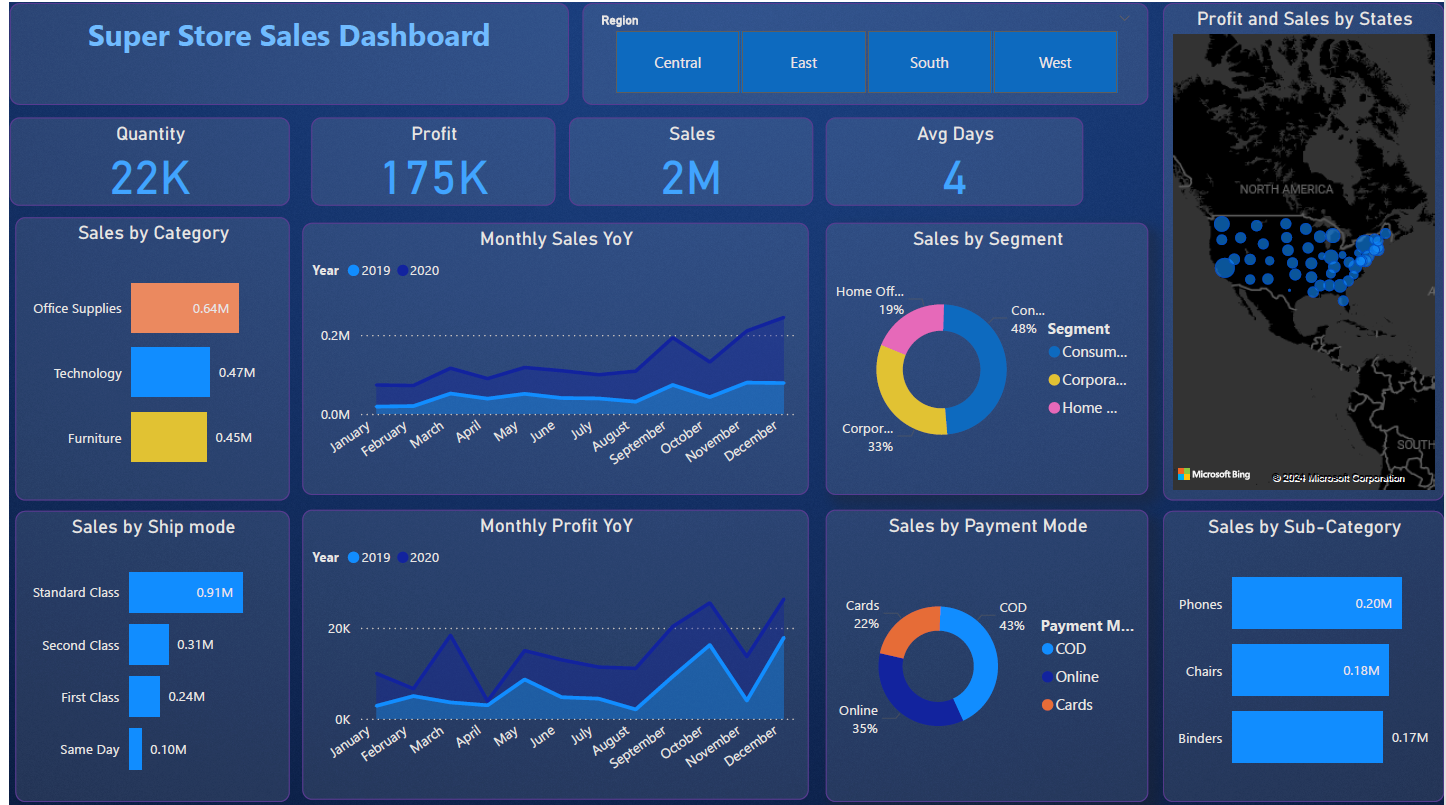 Super Store Sales Dashboard
Region
Central
East
South
West
Profit and Sales by States
NORTH AMERICA
SOUTH
A
Microsoft Bing
© 2024 Microsoft Corporation
Quantity
22K
Profit
175K
Sales
2M
Avg Days
4
Sales by Category
Office Supplies
0.64M
Technology
0.47M
Furniture
0.45M
Monthly Sales YoY
Year 2019 2020
0.2M
0.0M
January
February
March
April
May
June
July
August
September
October
November
December
Sales by Segment
Home Off...
19%
Con...
48%
Corpor...
33%
Segment
Consum...
Corpora...
Home ...
Sales by Ship mode
Standard Class
0.91M
Second Class
0.31M
First Class
0.24M
Same Day
0.10M
Monthly Profit YoY
Year 2019 2020
20K
0K
January
February
March
April
May
June
July
August
September
October
November
December
Sales by Payment Mode
Cards
22%
COD
43%
Online
35%
Payment M...
COD
Online
Cards
Sales by Sub-Category
Phones
0.20M
Chairs
0.18M
Binders
0.17M